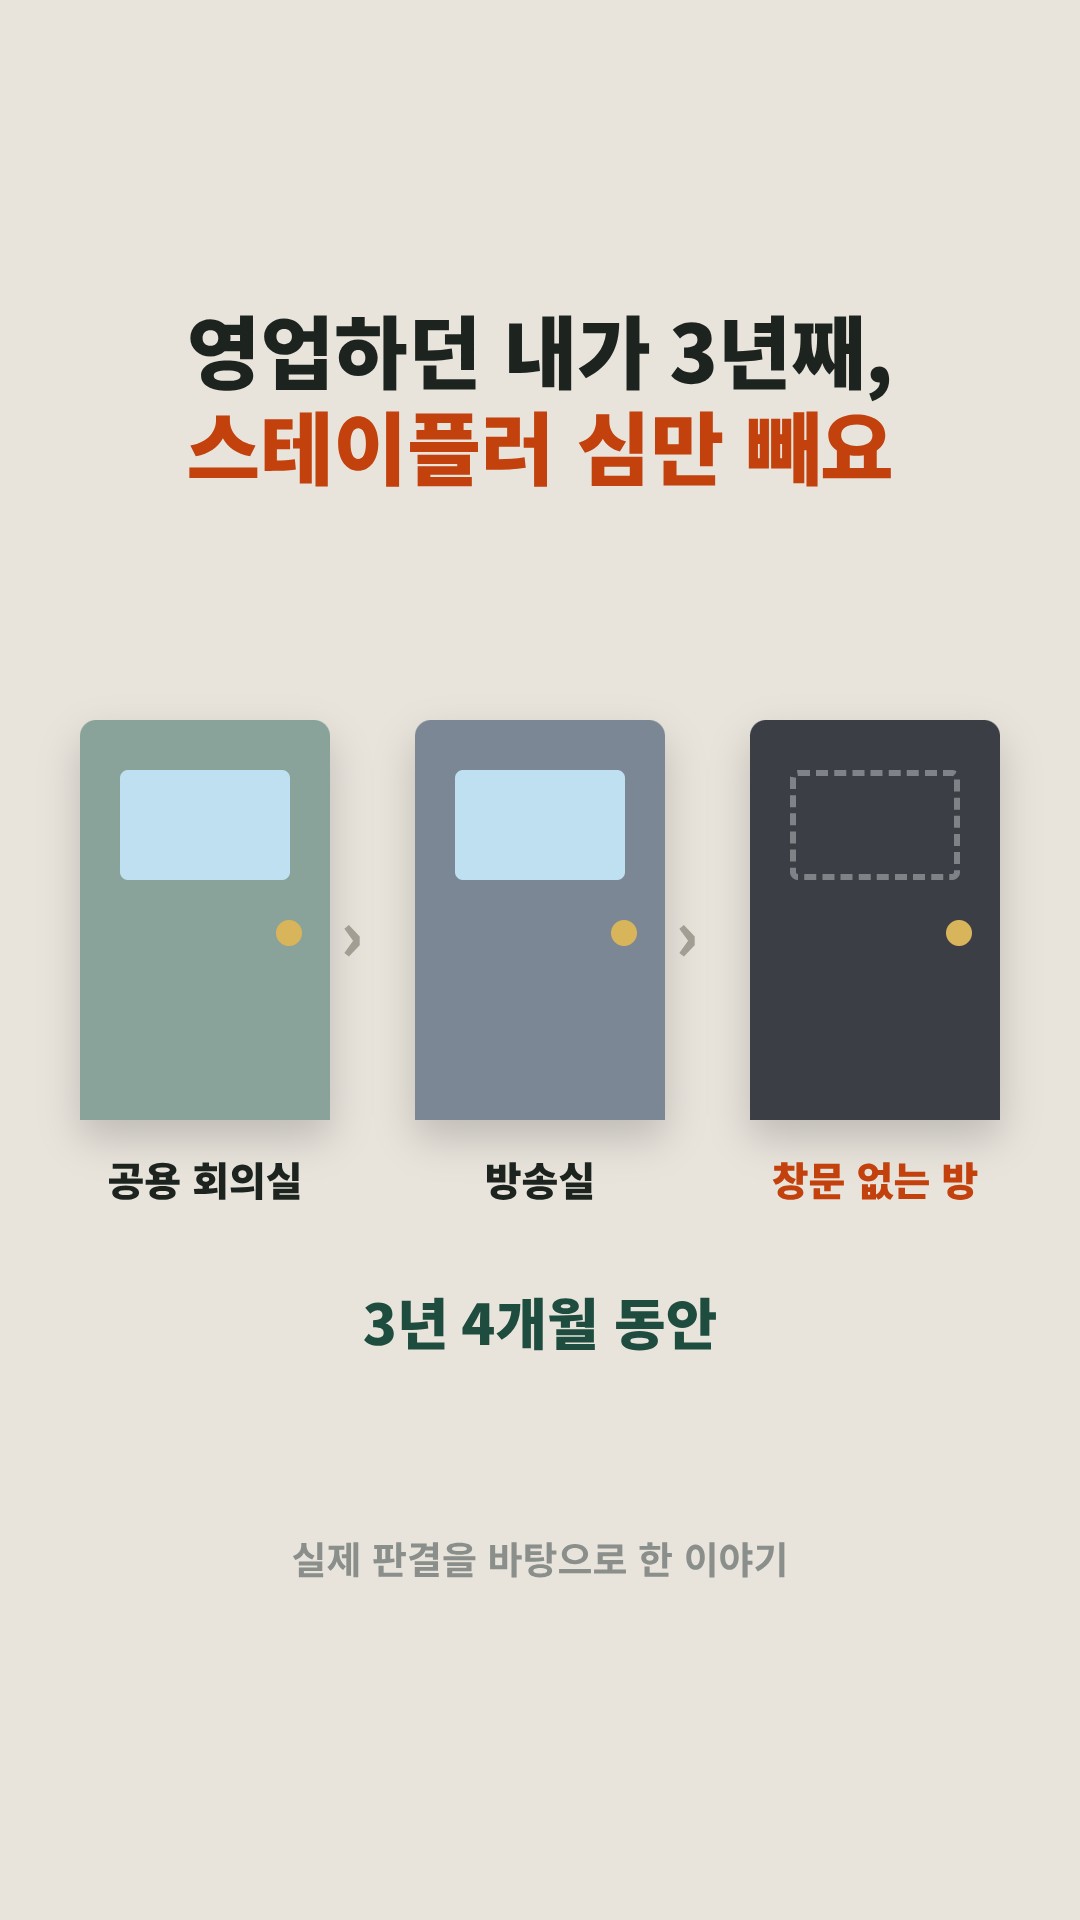 영업하던 내가 3년째,
스테이플러 심만 빼요
› ›
공용 회의실 방송실 창문 없는 방
3년 4개월 동안
실제 판결을 바탕으로 한 이야기